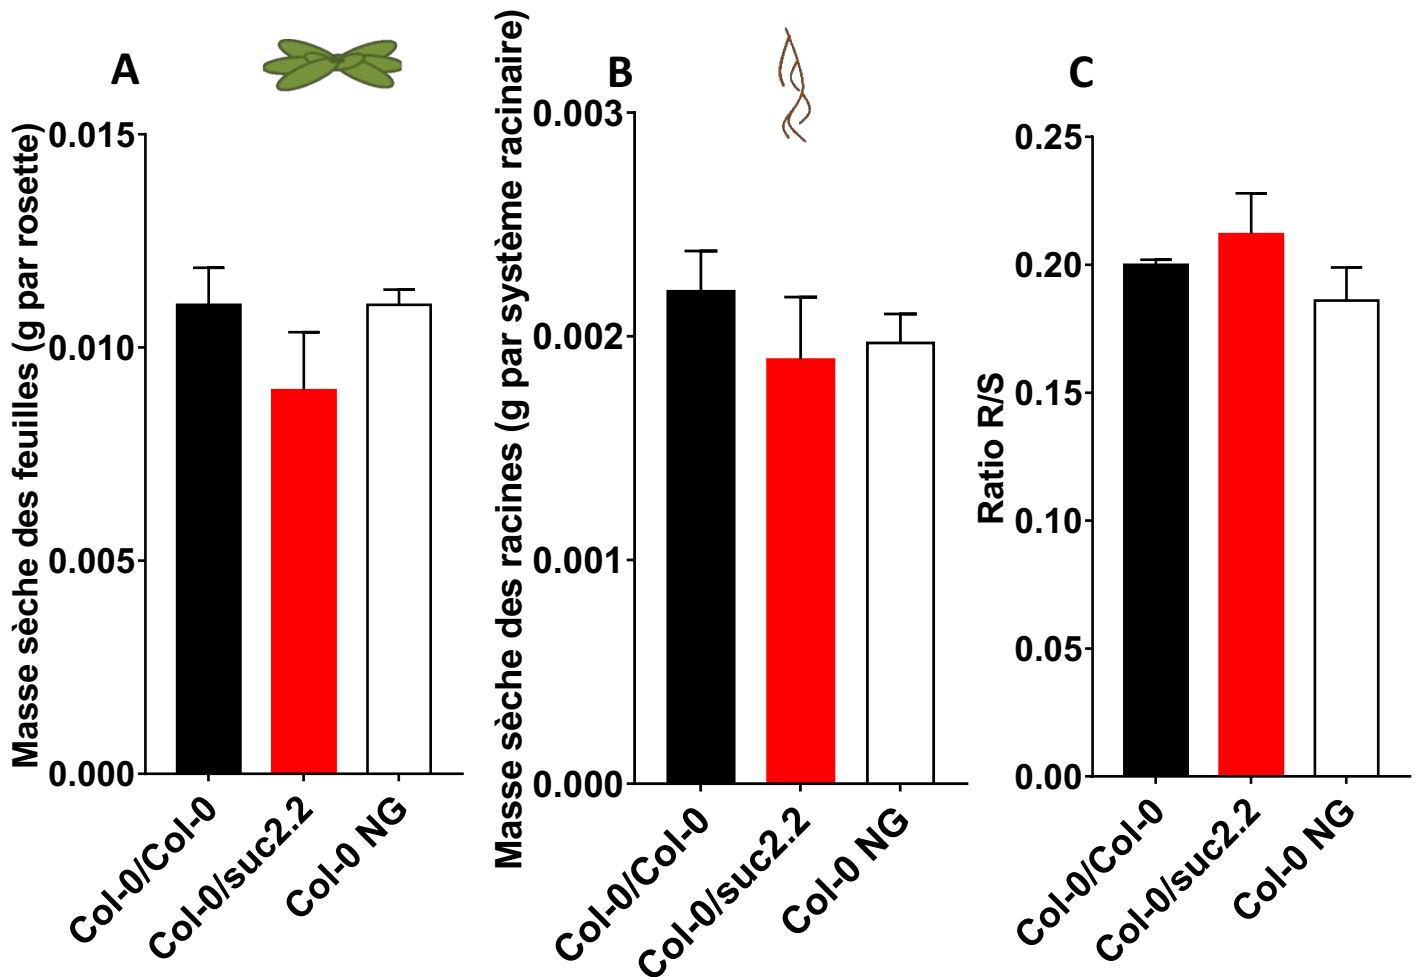 A
Masse sèche des feuilles (g par rosette)
0.015
0.010
0.005
0.000
Col-0/Col-0
Col-0/suc2.2
Col-0 NG
B
Masse sèche des racines (g par système racinaire)
0.003
0.002
0.001
0.000
Col-0/Col-0
Col-0/suc2.2
Col-0 NG
C
Ratio R/S
0.25
0.20
0.15
0.10
0.05
0.00
Col-0/Col-0
Col-0/suc2.2
Col-0 NG